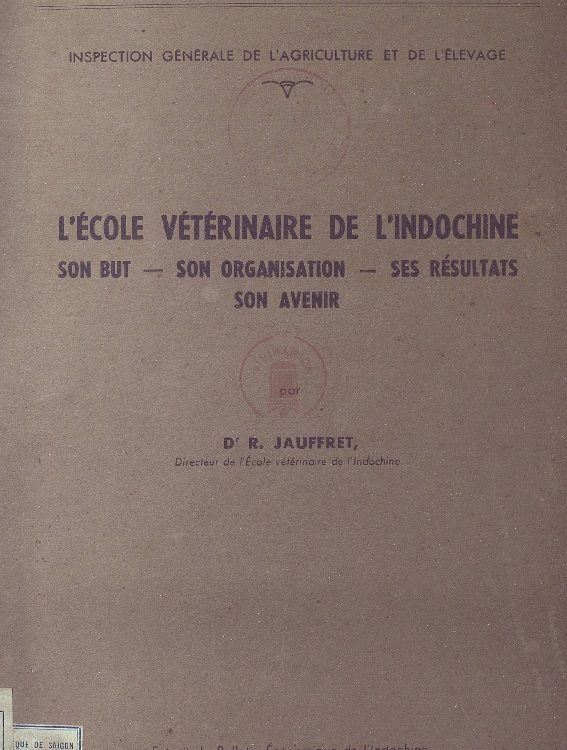 INSPECTION GÉNÉRALE DE L'AGRICULTURE ET DE L'ÉLEVAGE
L'ÉCOLE VÉTÉRINAIRE DE L'INDOCHINE
SON BUT — SON ORGANISATION — SES RÉSULTATS
SON AVENIR
par
Dr R. JAUFFRET,
Directeur de l'École vétérinaire de l'Indochine
QUE DE SAIGON